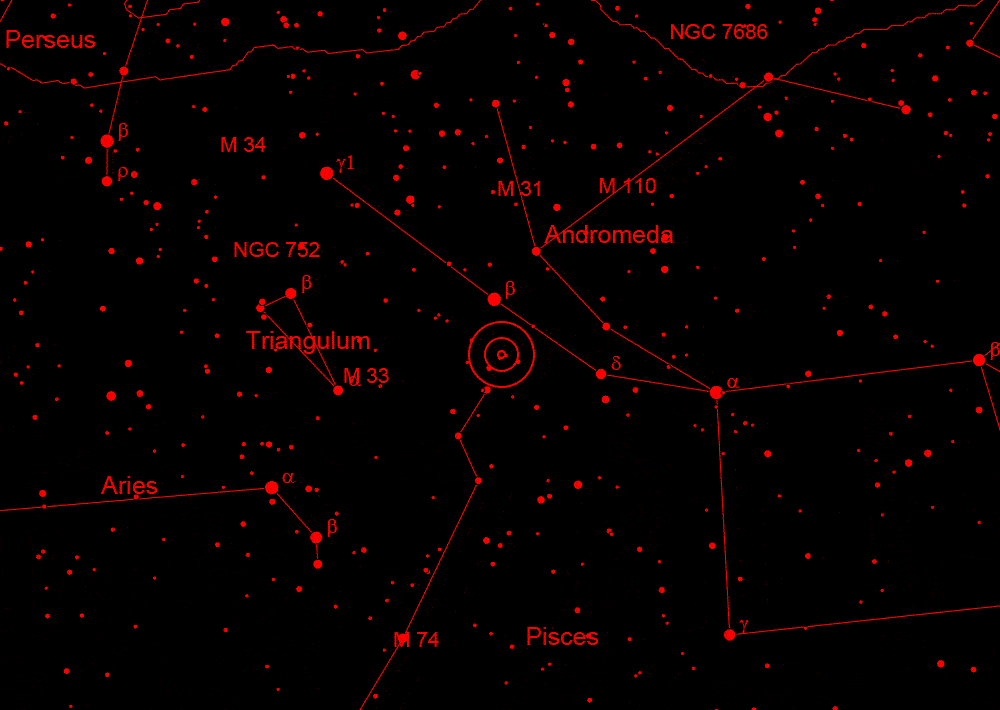 NGC 7686
Perseus
β
M 34
γ1
ρ
M 31
M 110
Andromeda
NGC 752
β
β
Triangulum
β
δ
M 33
α
α
Aries
α
β
γ
Pisces
M 74